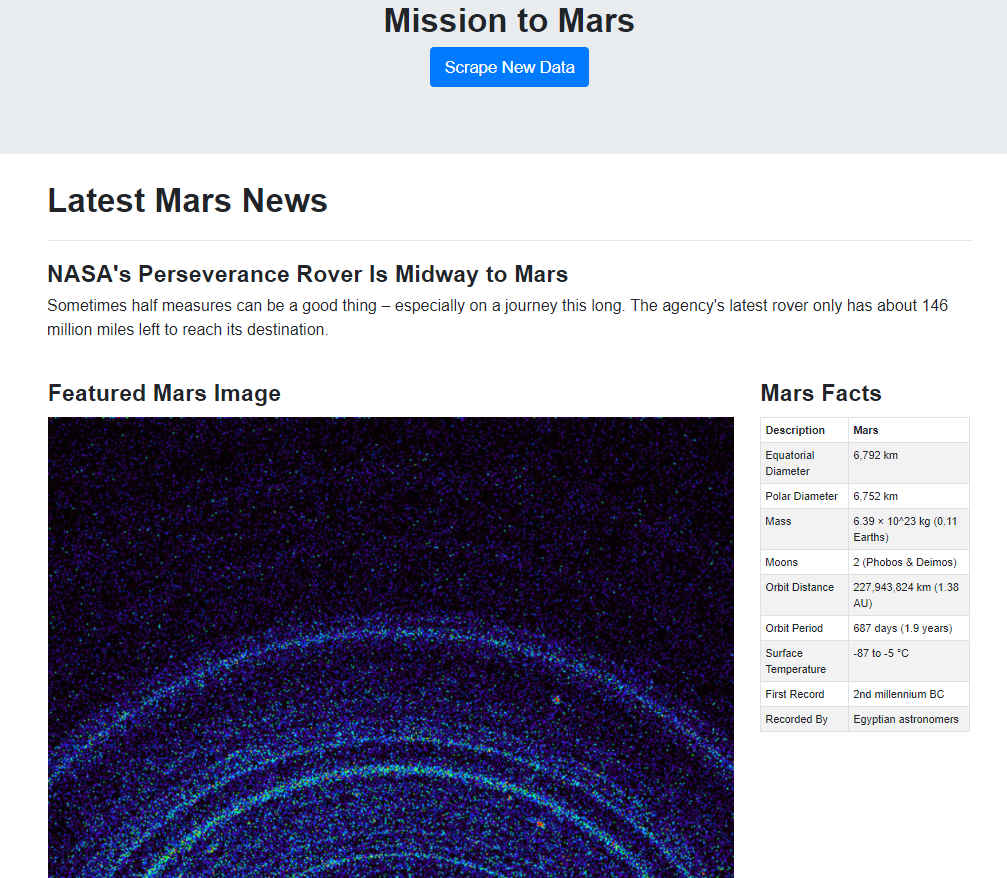 Mission to Mars
Scrape New Data
Latest Mars News
NASA's Perseverance Rover Is Midway to Mars
Sometimes half measures can be a good thing – especially on a journey this long. The agency's latest rover only has about 146
million miles left to reach its destination.
Featured Mars Image
Mars Facts
Description Mars
Equatorial 6,792 km
Diameter
Polar Diameter 6,752 km
Mass 6.39 × 10^23 kg (0.11
Earths)
Moons 2 (Phobos & Deimos)
Orbit Distance 227,943,824 km (1.38
AU)
Orbit Period 687 days (1.9 years)
Surface -87 to -5 °C
Temperature
First Record 2nd millennium BC
Recorded By Egyptian astronomers